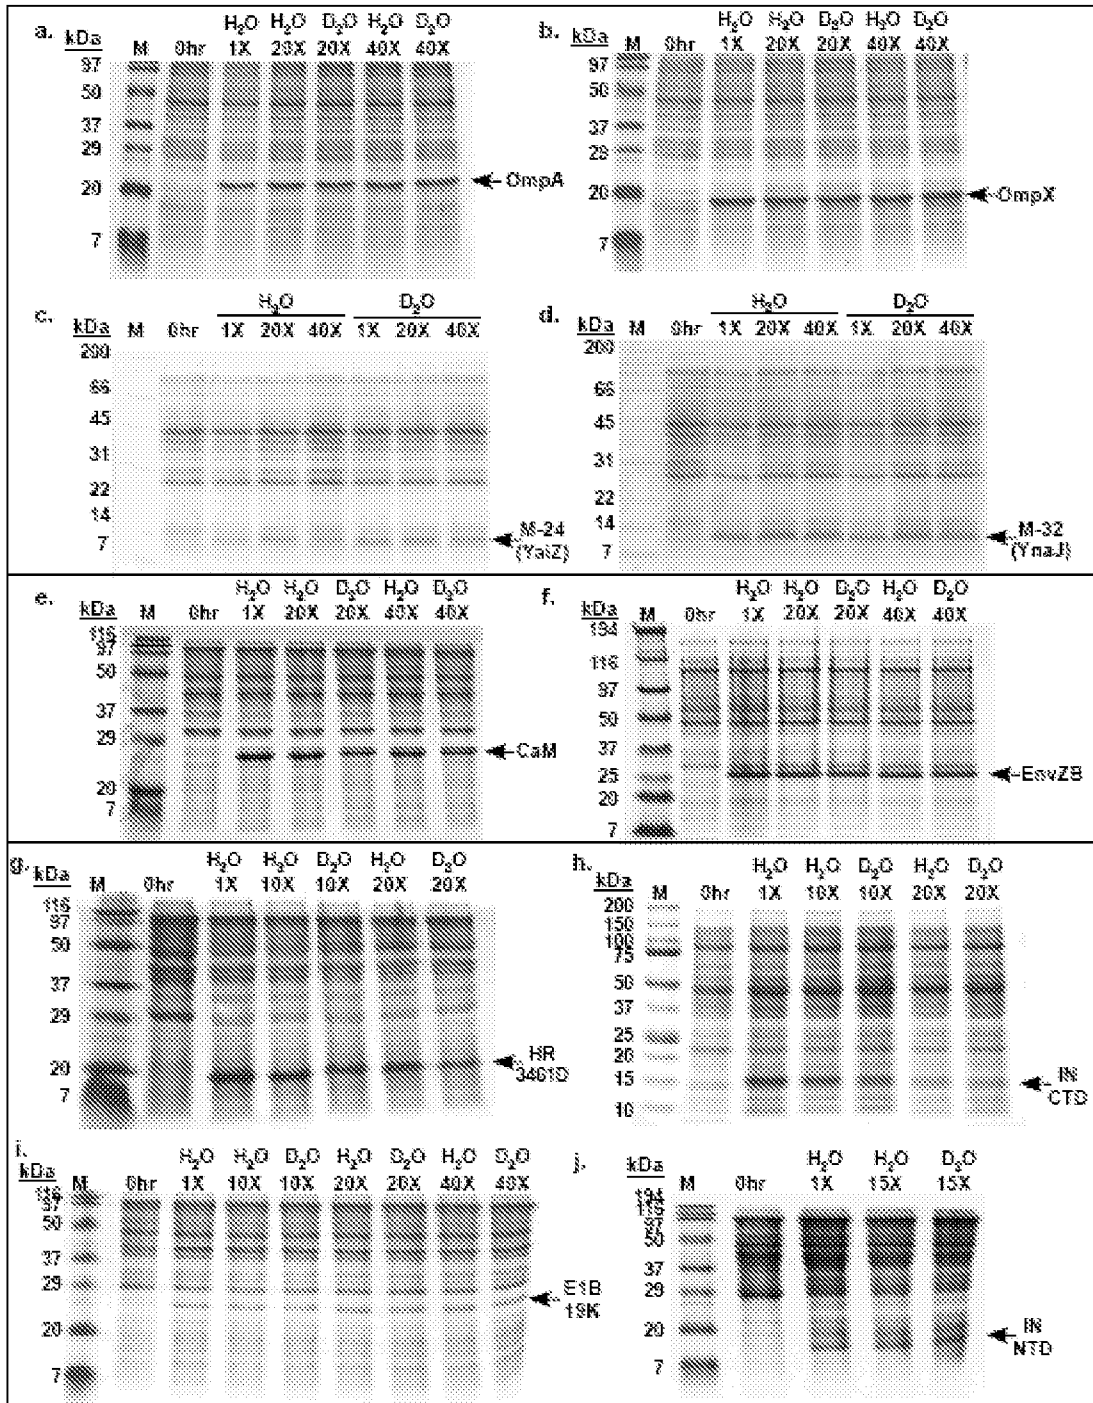 a.
kDa M 0hr H₂O 1X H₂O 20X D₂O 20X H₂O 40X D₂O 40X
97
50
37
29
20
7
OmpA
b.
kDa M 0hr H₂O 1X H₂O 20X D₂O 20X H₂O 40X D₂O 40X
97
50
37
29
20
7
OmpX
c.
H₂O D₂O
kDa M 0hr 1X 20X 40X 1X 20X 40X
200
66
45
31
22
14
7
M-24
(YaiZ)
d.
H₂O D₂O
kDa M 0hr 1X 20X 40X 1X 20X 40X
200
66
45
31
22
14
7
M-32
(YnaJ)
e.
kDa M 0hr H₂O 1X H₂O 20X D₂O 20X H₂O 40X D₂O 40X
116
97
50
37
29
20
7
CaM
f.
kDa M 0hr H₂O 1X H₂O 20X D₂O 20X H₂O 40X D₂O 40X
194
116
97
50
37
25
20
7
EnvZB
g.
kDa M 0hr H₂O 1X H₂O 10X D₂O 10X H₂O 20X D₂O 20X
116
97
50
37
29
20
7
HR
3461D
h.
kDa M 0hr H₂O 1X H₂O 10X D₂O 10X H₂O 20X D₂O 20X
200
150
100
75
50
37
25
20
15
10
IN
CTD
i.
kDa M 0hr H₂O 1X H₂O 10X D₂O 10X H₂O 20X D₂O 20X H₂O 40X D₂O 40X
116
97
50
37
29
20
7
E1B
19K
j.
kDa M 0hr H₂O 1X H₂O 15X D₂O 15X
194
116
97
50
37
29
20
7
IN
NTD